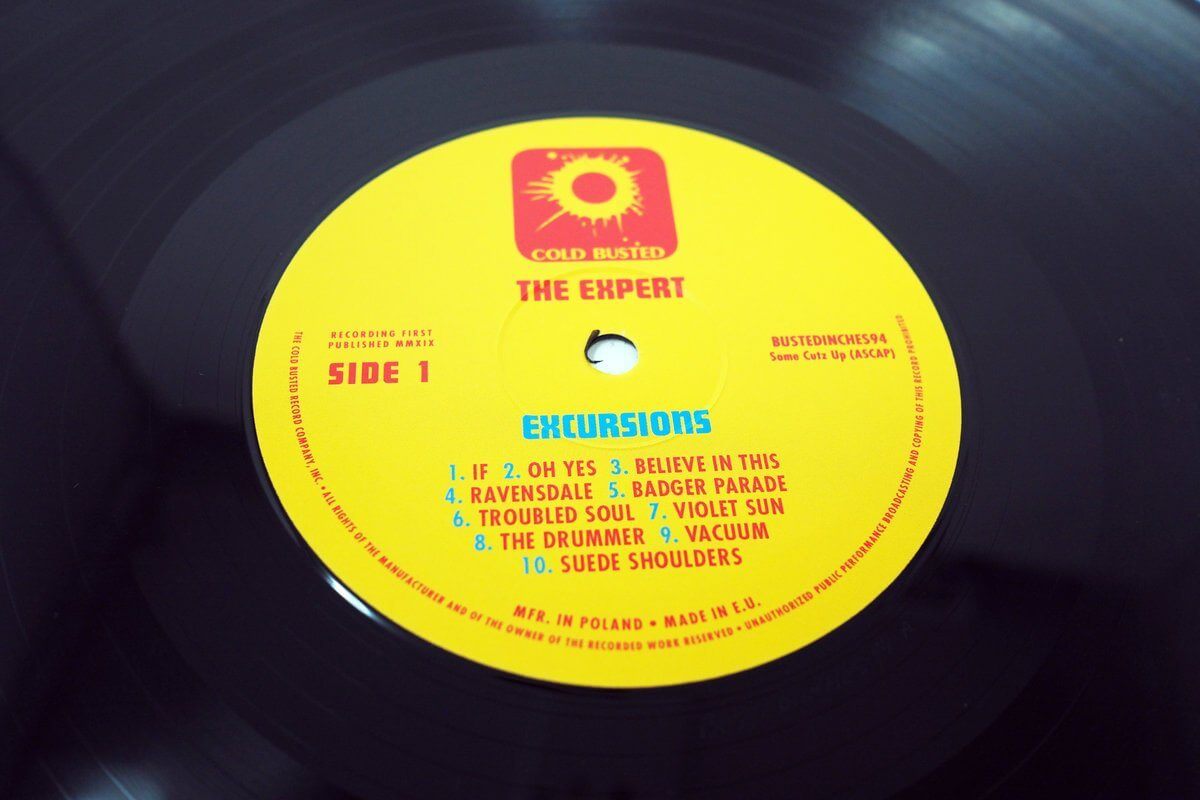 COLD BUSTED
THE EXPERT
RECORDING FIRST
PUBLISHED MMXIX
SIDE 1
BUSTEDINCHES94
Some Cutz Up (ASCAP)
EXCURSIONS
1. IF 2. OH YES 3. BELIEVE IN THIS
4. RAVENSDALE 5. BADGER PARADE
6. TROUBLED SOUL 7. VIOLET SUN
8. THE DRUMMER 9. VACUUM
10. SUEDE SHOULDERS
MFR. IN POLAND • MADE IN E.U.
THE COLD BUSTED RECORD COMPANY, INC. • ALL RIGHTS OF THE MANUFACTURER AND OF THE OWNER OF THE RECORDED WORK RESERVED • UNAUTHORIZED PUBLIC PERFORMANCE BROADCASTING AND COPYING OF THIS RECORD PROHIBITED